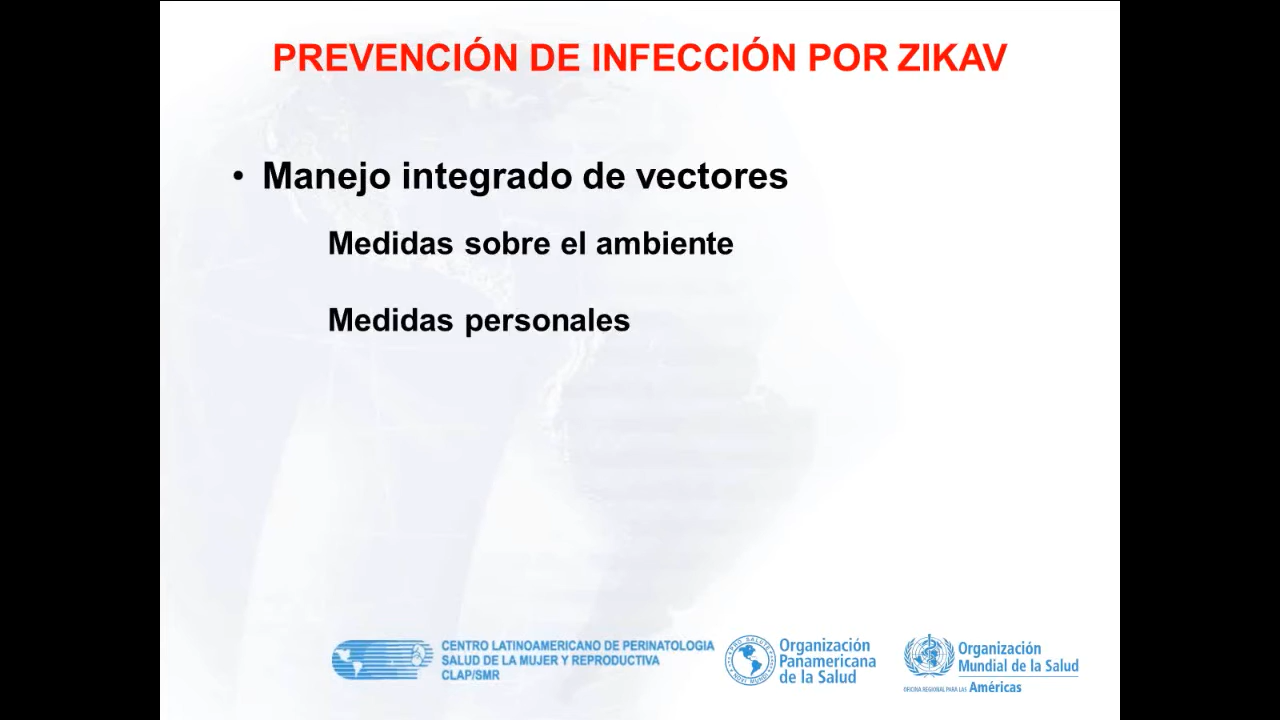 PREVENCIÓN DE INFECCIÓN POR ZIKAV
• Manejo integrado de vectores
Medidas sobre el ambiente
Medidas personales
CENTRO LATINOAMERICANO DE PERINATOLOGIA
SALUD DE LA MUJER Y REPRODUCTIVA
CLAP/SMR
Organización
Panamericana
de la Salud
Organización
Mundial de la Salud
OFICINA REGIONAL PARA LAS Américas